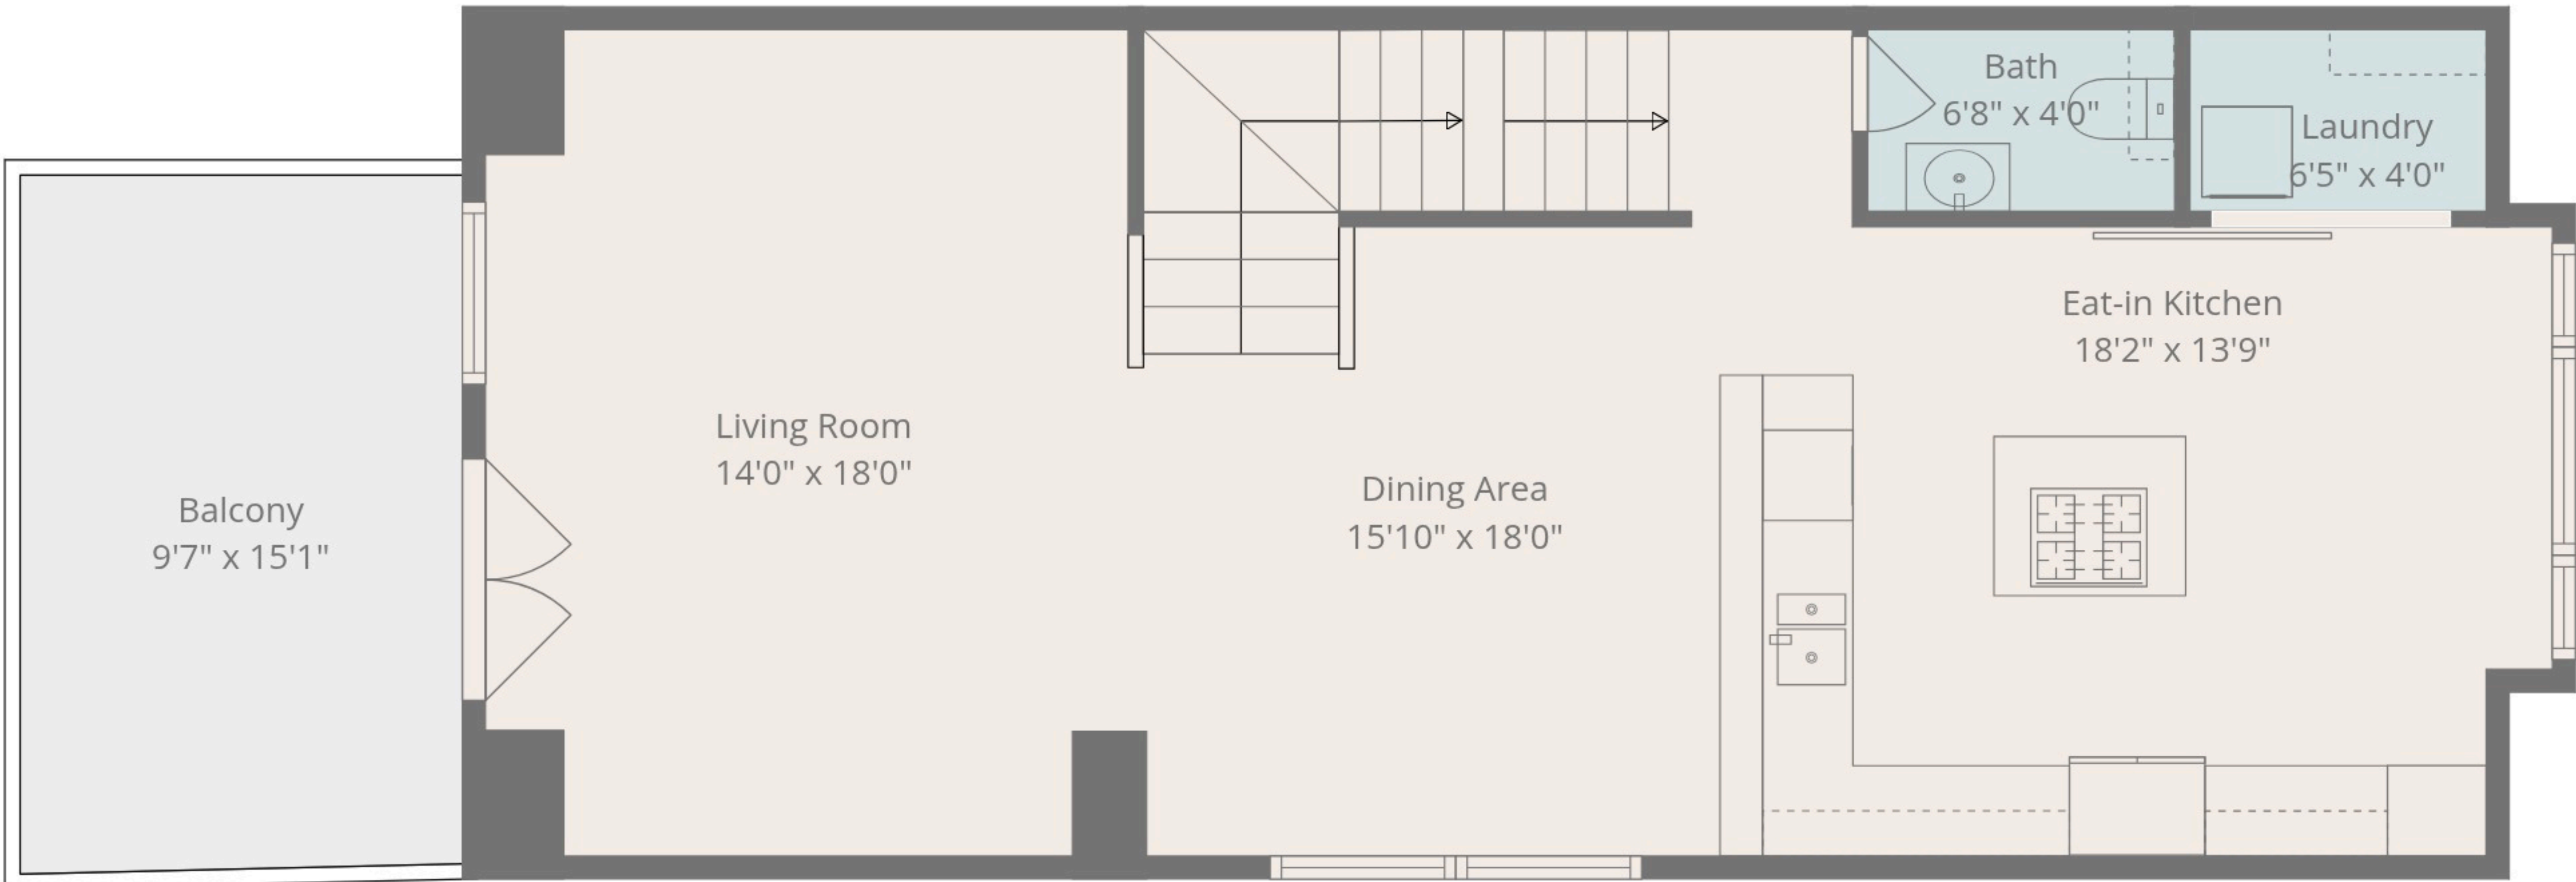 Bath
6'8" x 4'0"
Laundry
6'5" x 4'0"
Eat-in Kitchen
18'2" x 13'9"
Living Room
14'0" x 18'0"
Dining Area
15'10" x 18'0"
Balcony
9'7" x 15'1"